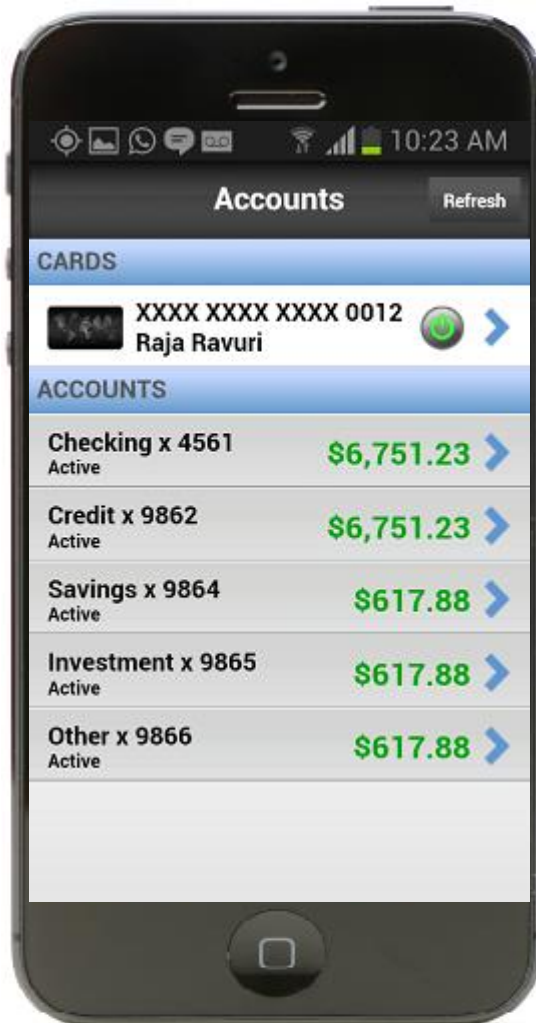 10:23 AM
Accounts
Refresh
CARDS
XXXX XXXX XXXX 0012
Raja Ravuri
ACCOUNTS
Checking x 4561
Active
$6,751.23
Credit x 9862
Active
$6,751.23
Savings x 9864
Active
$617.88
Investment x 9865
Active
$617.88
Other x 9866
Active
$617.88